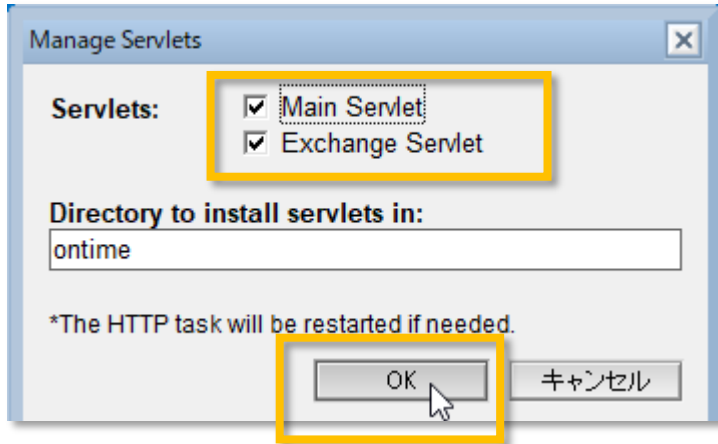 Manage Servlets
Servlets: Main Servlet
Exchange Servlet
Directory to install servlets in:
ontime
*The HTTP task will be restarted if needed.
OK キャンセル